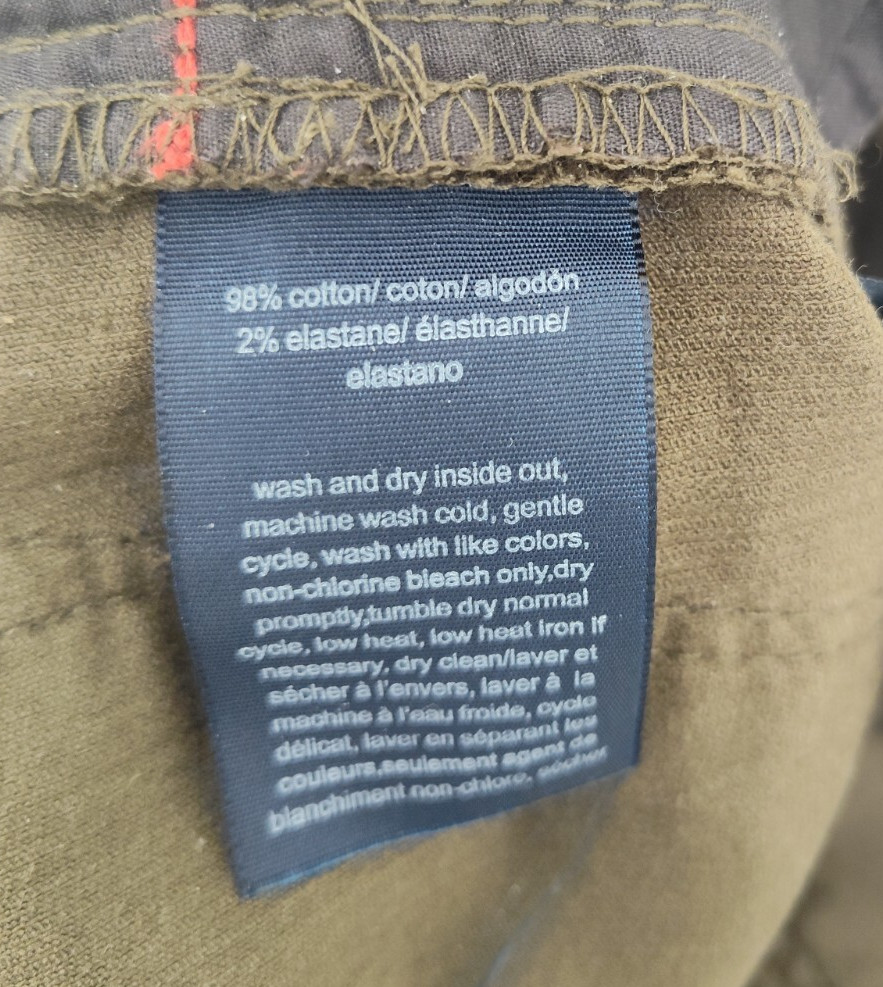 98% cotton/ coton/ algodón
2% elastane/ élasthanne/
elastano
wash and dry inside out,
machine wash cold, gentle
cycle, wash with like colors,
non-chlorine bleach only,dry
promptly,tumble dry normal
cycle, low heat, low heat iron if
necessary, dry clean/laver et
sécher à l'envers, laver à la
machine à l'eau froide, cycle
délicat, laver en séparant les
couleurs,seulement agent de
blanchiment non-chlore, sécher